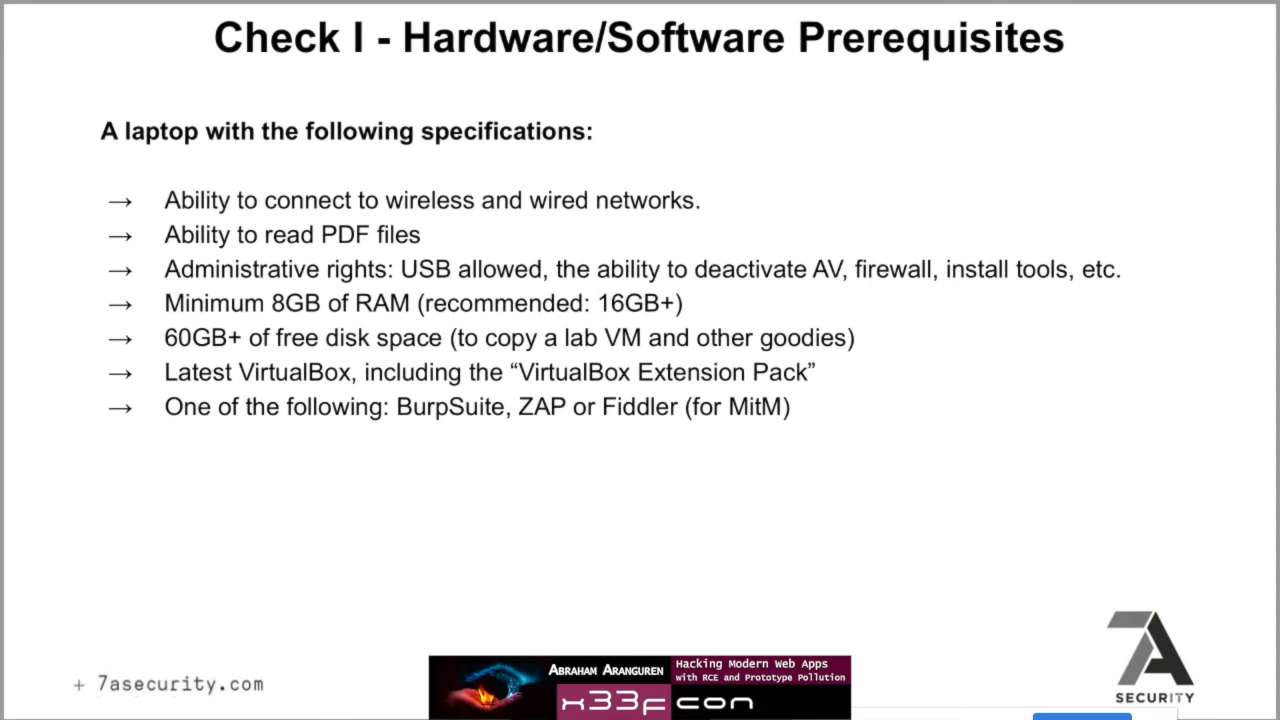 Check I - Hardware/Software Prerequisites
A laptop with the following specifications:
→ Ability to connect to wireless and wired networks.
→ Ability to read PDF files
→ Administrative rights: USB allowed, the ability to deactivate AV, firewall, install tools, etc.
→ Minimum 8GB of RAM (recommended: 16GB+)
→ 60GB+ of free disk space (to copy a lab VM and other goodies)
→ Latest VirtualBox, including the “VirtualBox Extension Pack”
→ One of the following: BurpSuite, ZAP or Fiddler (for MitM)
+ 7asecurity.com
ABRAHAM ARANGUREN
Hacking Modern Web Apps
with RCE and Prototype Pollution
x33fcon
7A
SECURITY